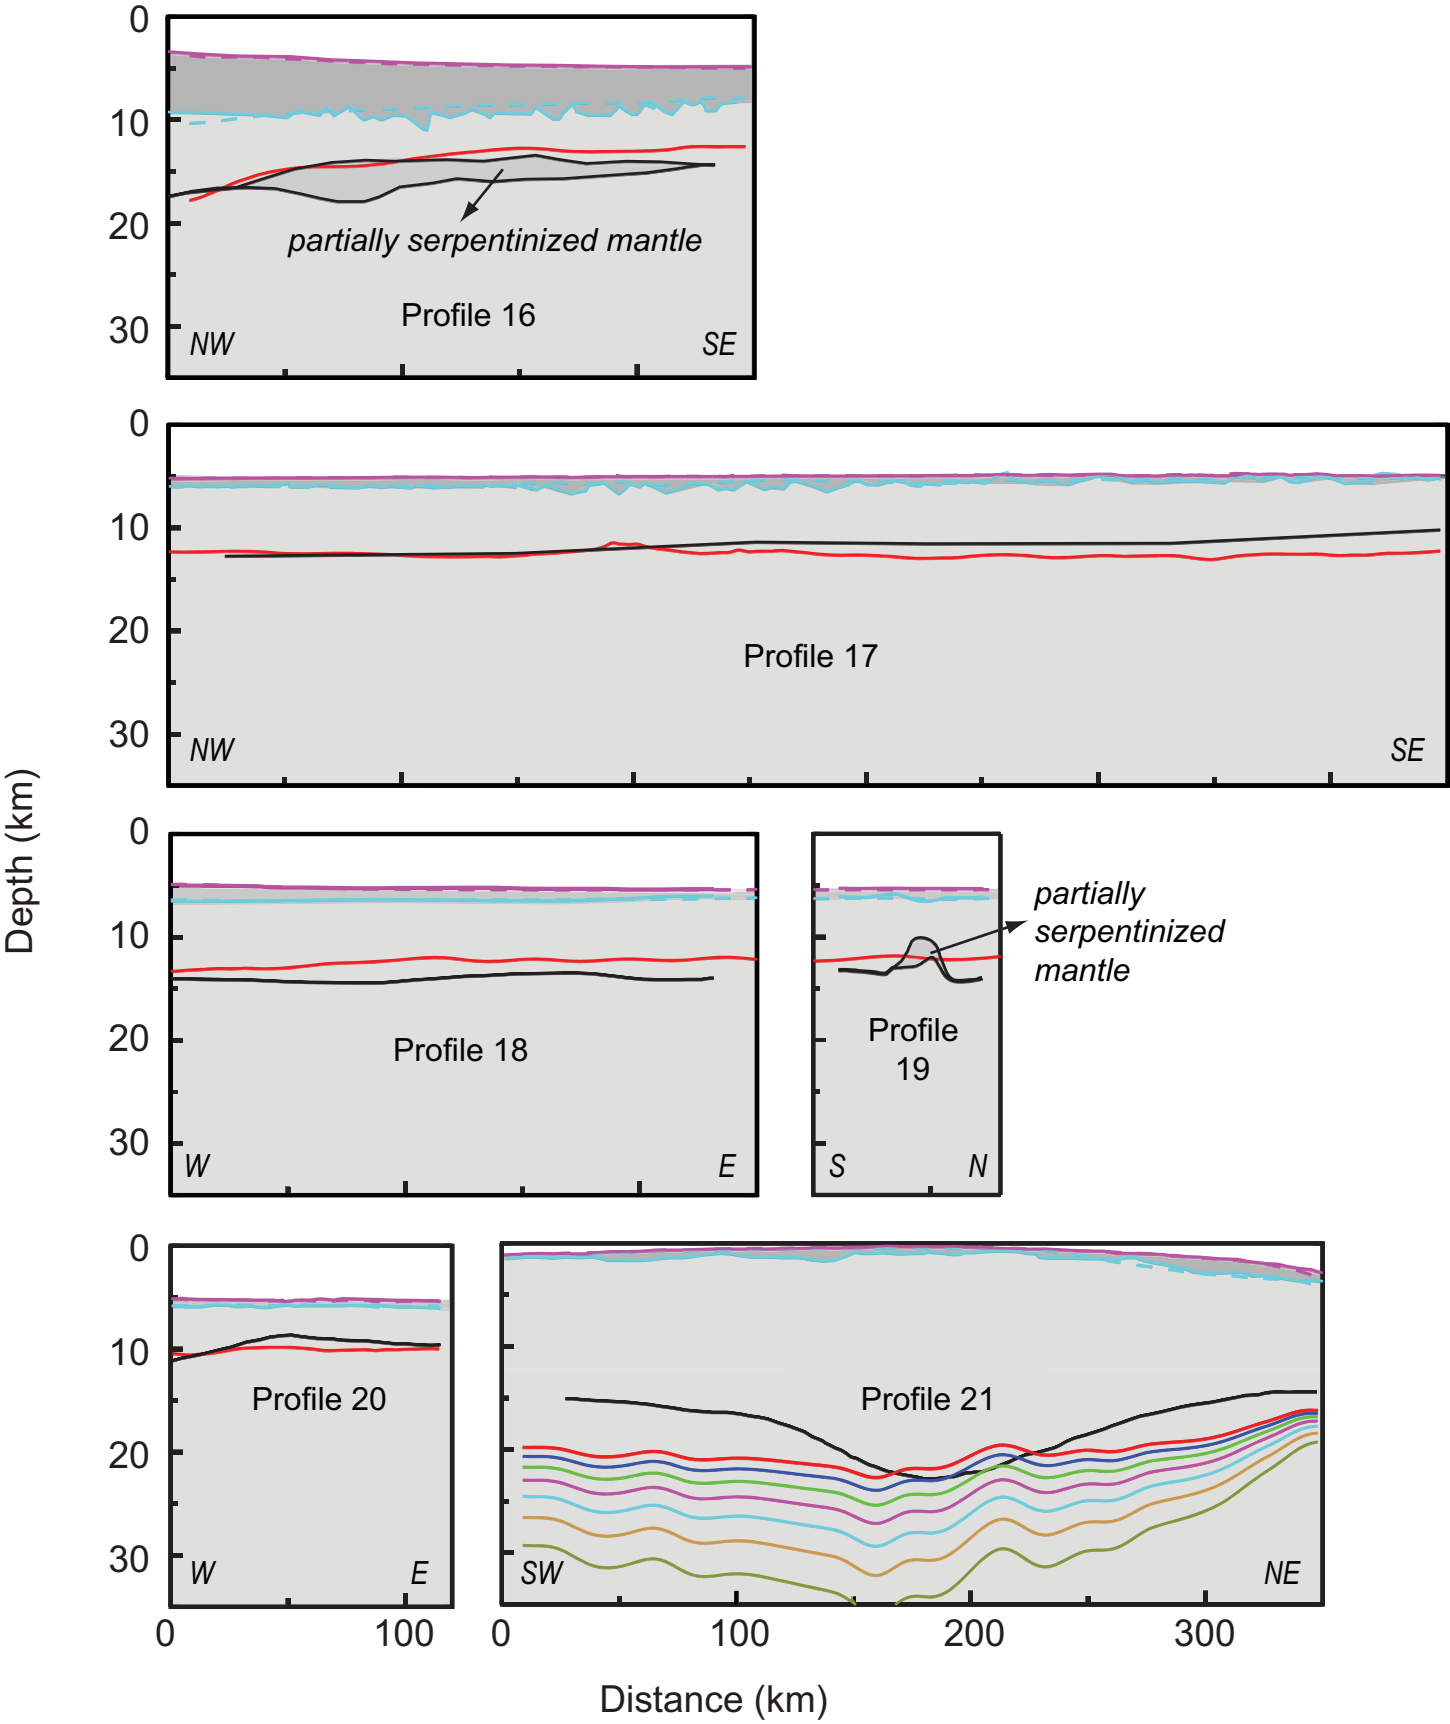 0
10
20
30
partially serpentinized mantle
Profile 16
NW
SE
0
10
20
30
Profile 17
NW
SE
Depth (km)
0
10
20
30
Profile 18
W
E
partially
serpentinized
mantle
Profile
19
S
N
0
10
20
30
Profile 20
W
E
Profile 21
SW
NE
0
100
0
100
200
300
Distance (km)